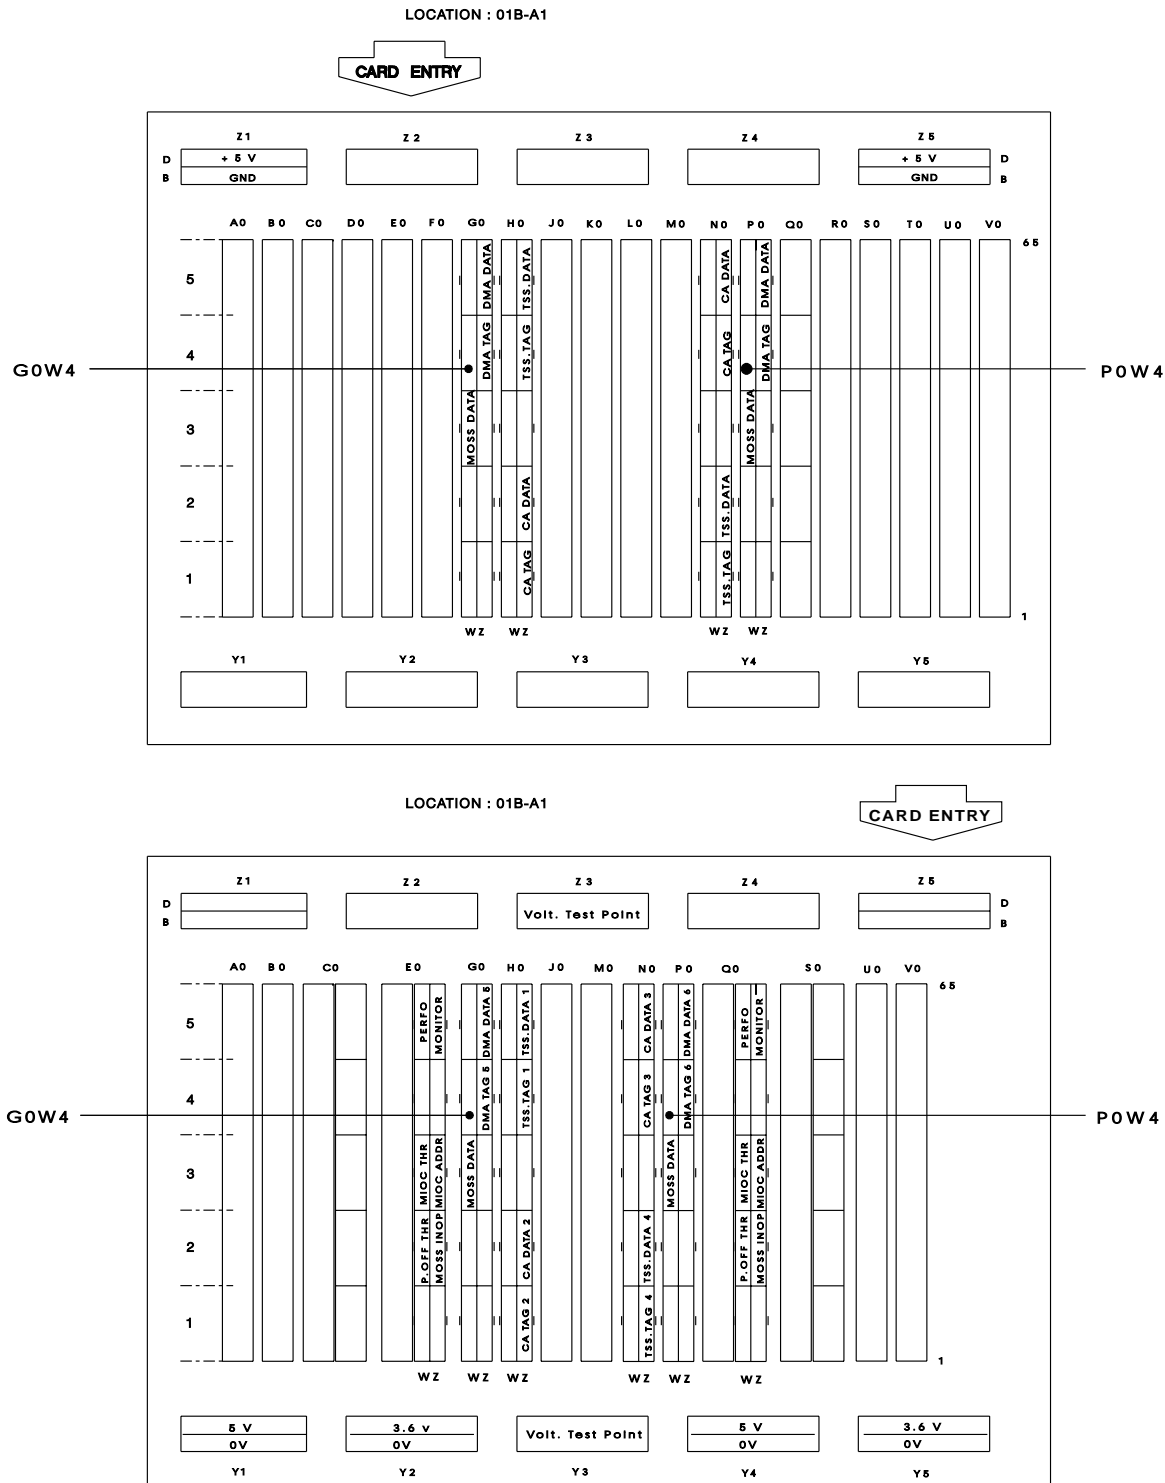 LOCATION : 01B-A1
CARD ENTRY
Z1 Z2 Z3 Z4 Z5
D + 5 V + 5 V D
B GND GND B
A0 B0 C0 D0 E0 F0 G0 H0 J0 K0 L0 M0 N0 P0 Q0 R0 S0 T0 U0 V0
65
5 DMA DATA TSS.DATA CA DATA DMA DATA
4 DMA TAG TSS.TAG CA TAG DMA TAG
G0W4 P0W4
3 MOSS DATA MOSS DATA
2 CA DATA TSS.DATA
1 CA TAG TSS.TAG
1
WZ WZ WZ WZ
Y1 Y2 Y3 Y4 Y5
LOCATION : 01B-A1
CARD ENTRY
Z1 Z2 Z3 Z4 Z5
D Volt. Test Point D
B B
A0 B0 C0 E0 G0 H0 J0 M0 N0 P0 Q0 S0 U0 V0
65
5 PERFO MONITOR DMA DATA 5 TSS.DATA 1 CA DATA 3 DMA DATA 6 PERFO MONITOR
4 DMA TAG 5 TSS.TAG 1 CA TAG 3 DMA TAG 6
G0W4 P0W4
3 MIOC THR MIOC ADDR MOSS DATA MOSS DATA MIOC THR MIOC ADDR
2 P.OFF THR MOSS INOP CA DATA 2 TSS.DATA 4 P.OFF THR MOSS INOP
1 CA TAG 2 TSS.TAG 4
1
WZ WZ WZ WZ WZ WZ
5 V 3.6 v Volt. Test Point 5 V 3.6 V
0V 0V 0V 0V
Y1 Y2 Y3 Y4 Y5